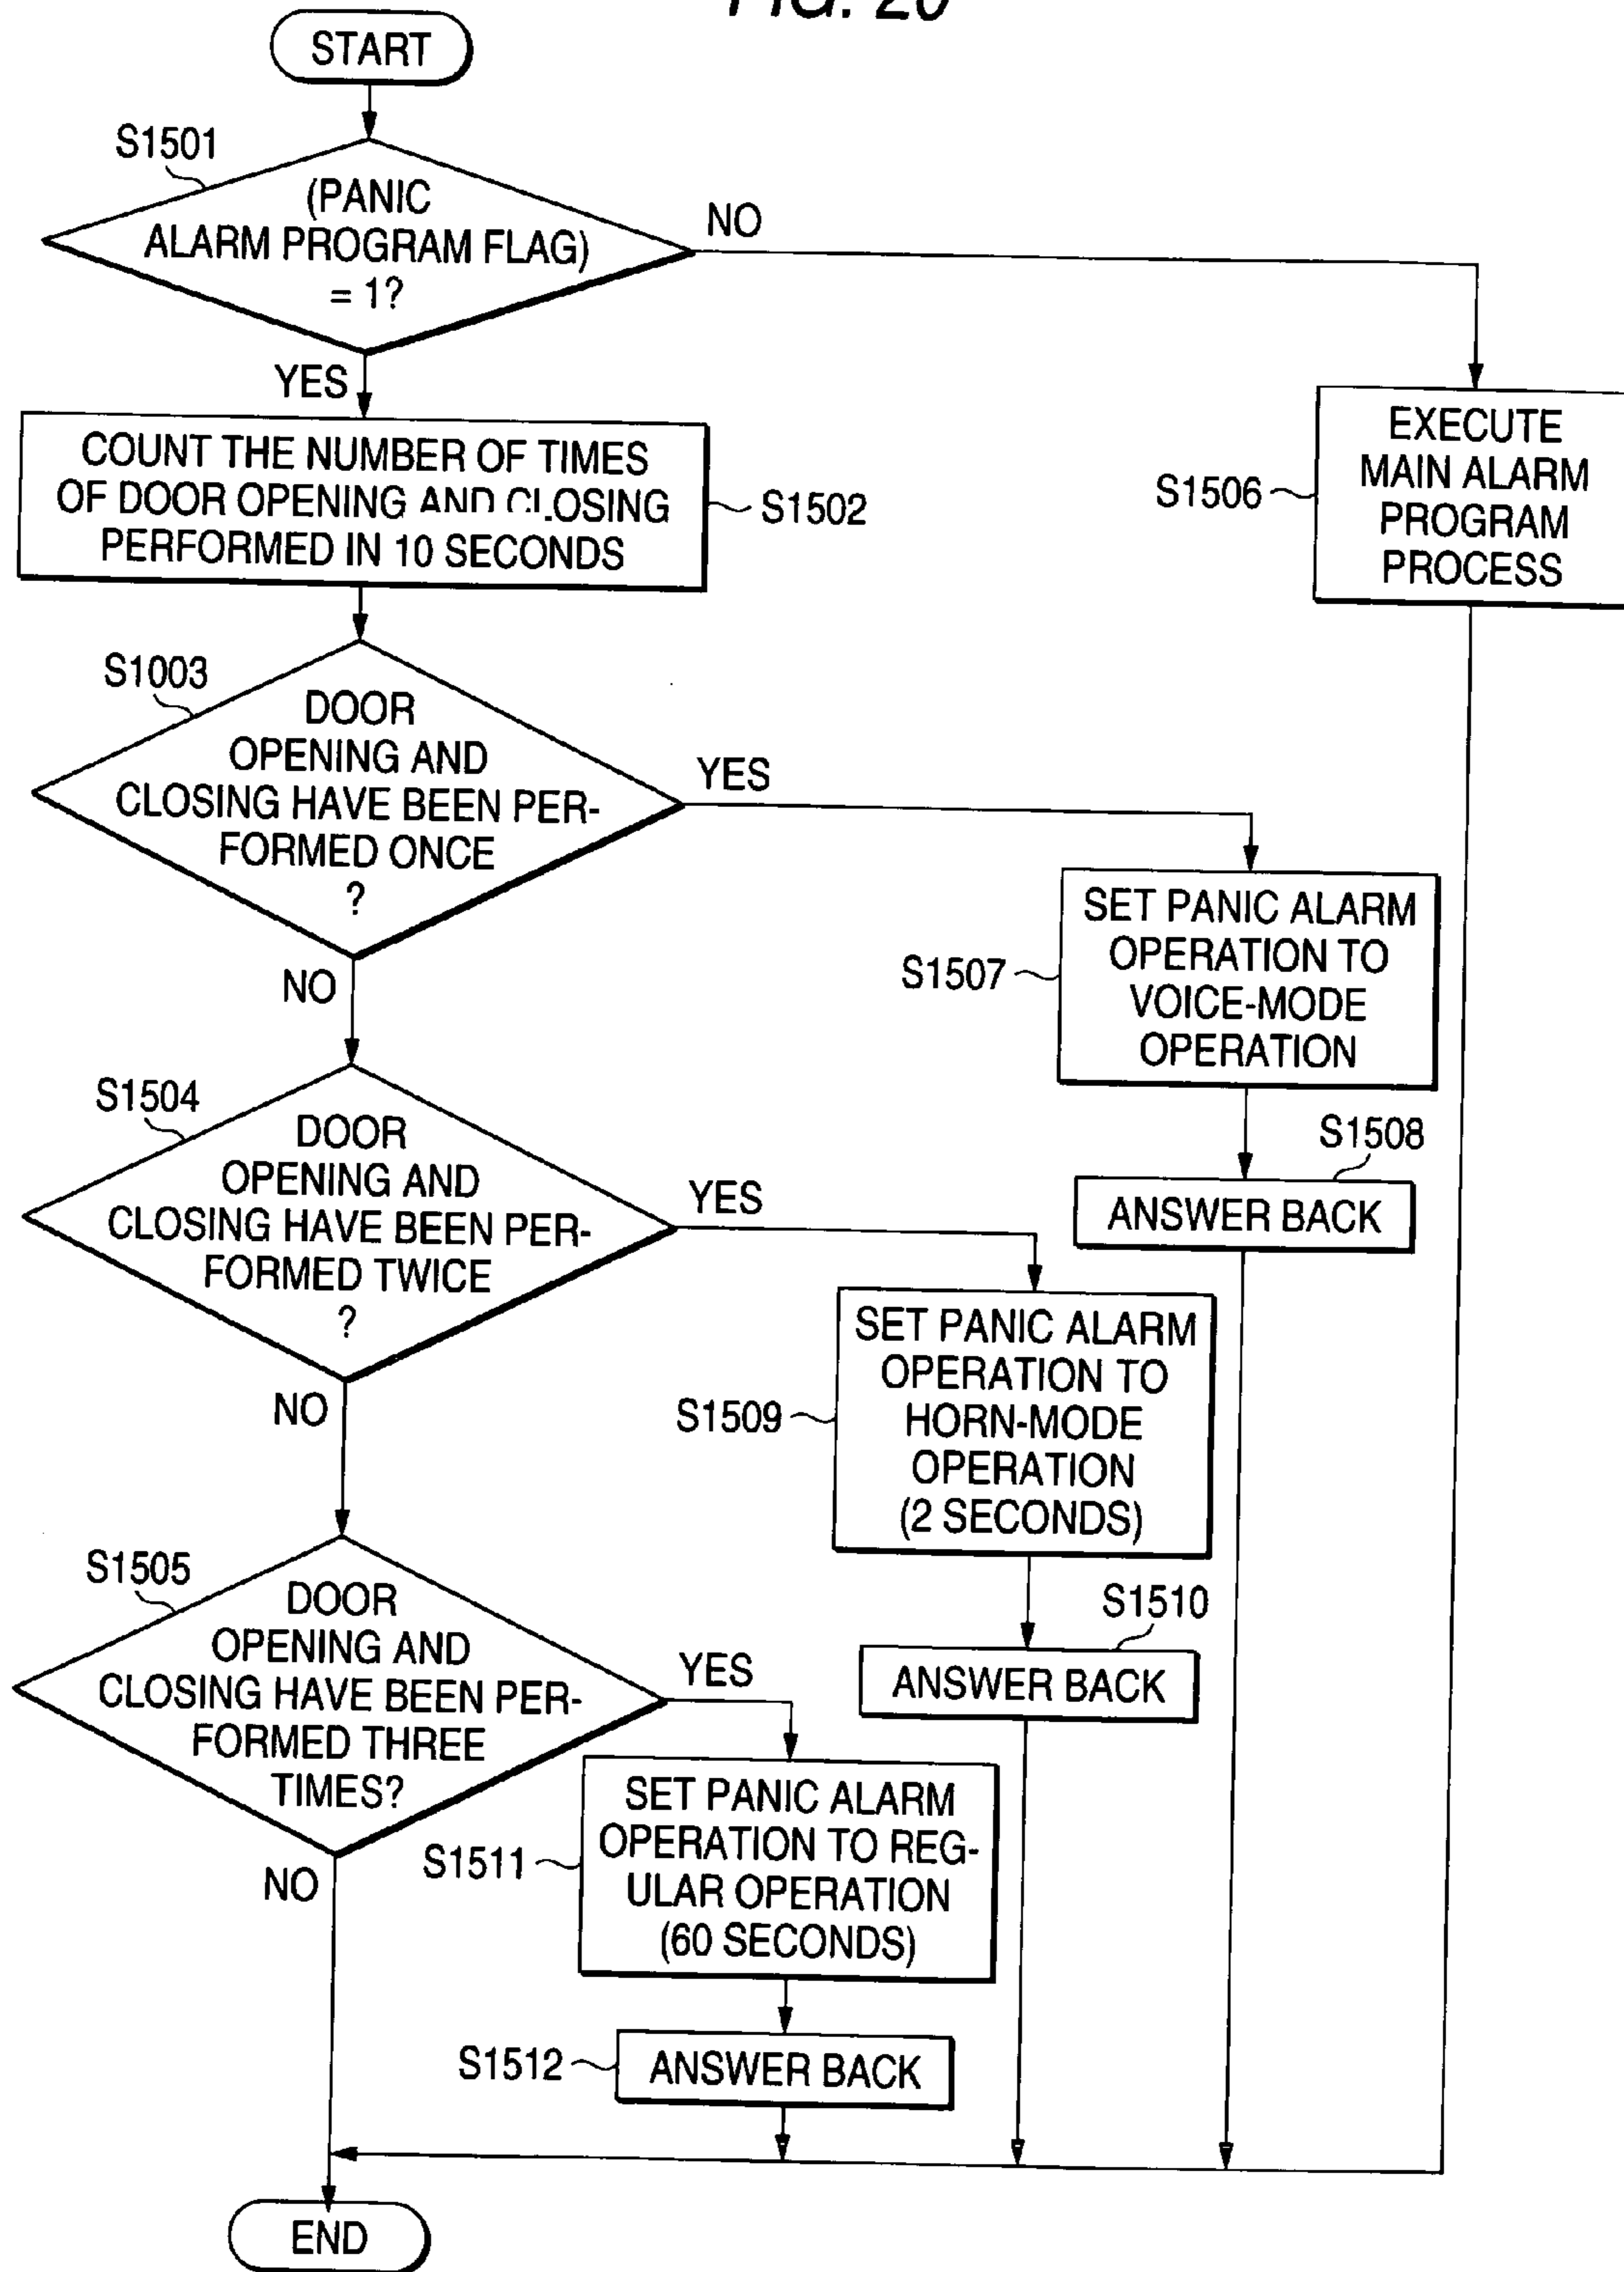 FIG. 20
START
S1501
(PANIC
ALARM PROGRAM FLAG)
= 1?
NO
YES
COUNT THE NUMBER OF TIMES
OF DOOR OPENING AND CLOSING
PERFORMED IN 10 SECONDS
S1502
EXECUTE
MAIN ALARM
PROGRAM
PROCESS
S1506
S1003
DOOR
OPENING AND
CLOSING HAVE BEEN PER-
FORMED ONCE
?
YES
NO
SET PANIC ALARM
OPERATION TO
VOICE-MODE
OPERATION
S1507
S1508
ANSWER BACK
S1504
DOOR
OPENING AND
CLOSING HAVE BEEN PER-
FORMED TWICE
?
YES
NO
SET PANIC ALARM
OPERATION TO
HORN-MODE
OPERATION
(2 SECONDS)
S1509
S1510
ANSWER BACK
S1505
DOOR
OPENING AND
CLOSING HAVE BEEN PER-
FORMED THREE
TIMES?
YES
NO
SET PANIC ALARM
OPERATION TO REG-
ULAR OPERATION
(60 SECONDS)
S1511
S1512
ANSWER BACK
END